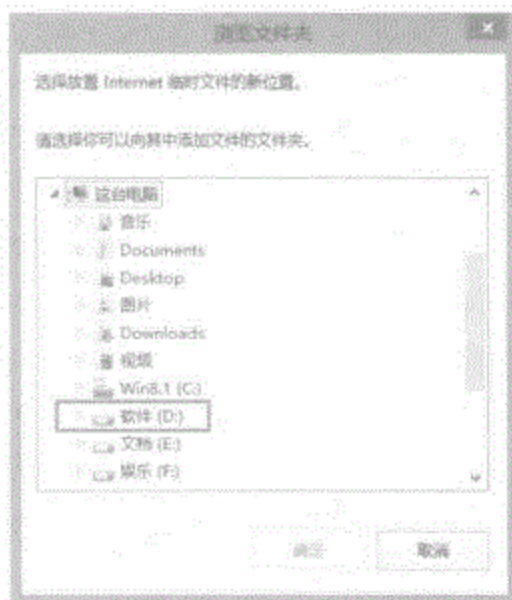 浏览文件夹
选择放置 Internet 临时文件的新位置。
请选择你可以向其中添加文件的文件夹。
这台电脑
音乐
Documents
Desktop
图片
Downloads
视频
Win8.1 (C:)
软件 (D:)
文档 (E:)
娱乐 (F:)
确定
取消